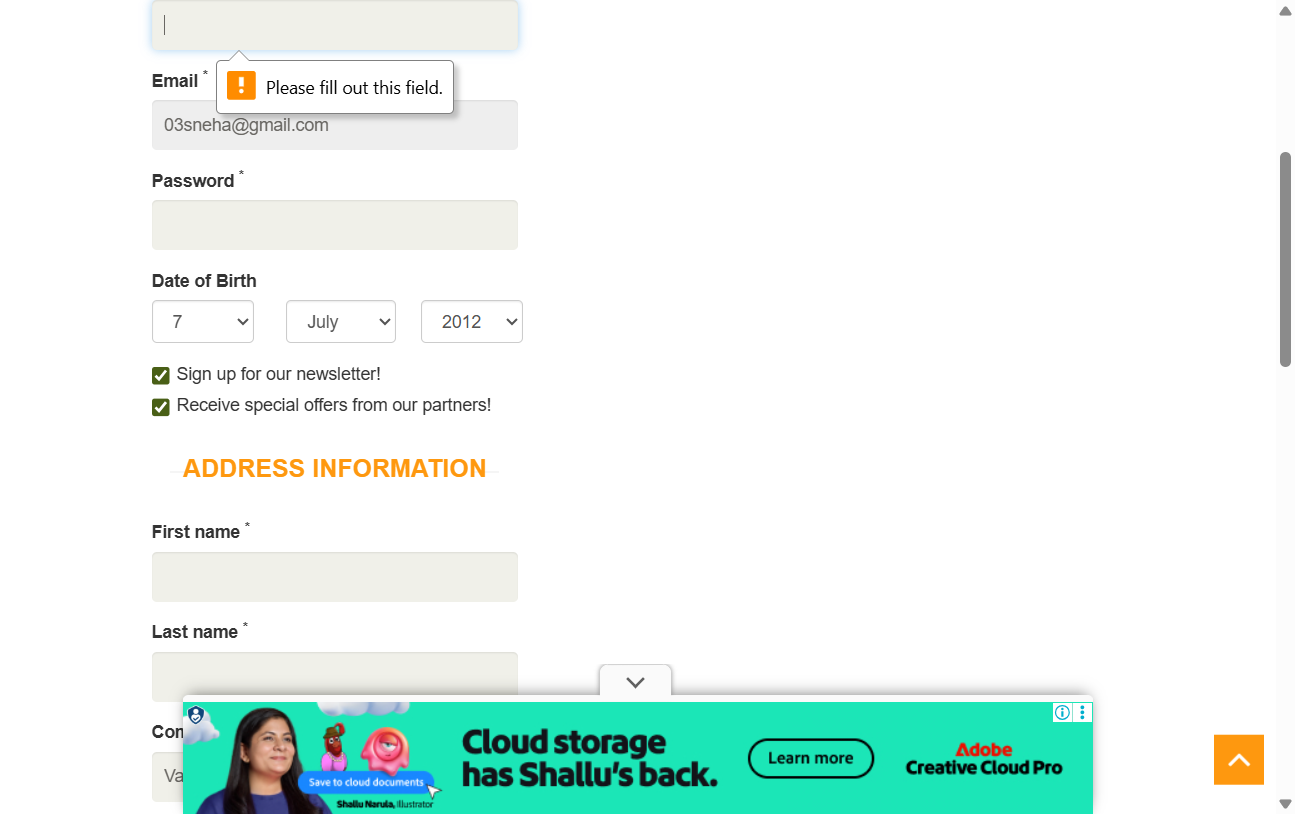 Please fill out this field.
Email *
03sneha@gmail.com
Password *
Date of Birth
7 July 2012
Sign up for our newsletter!
Receive special offers from our partners!
ADDRESS INFORMATION
First name *
Last name *
Con
Va
Save to cloud documents
Shallu Narula, Illustrator
Cloud storage
has Shallu's back.
Learn more
Adobe
Creative Cloud Pro